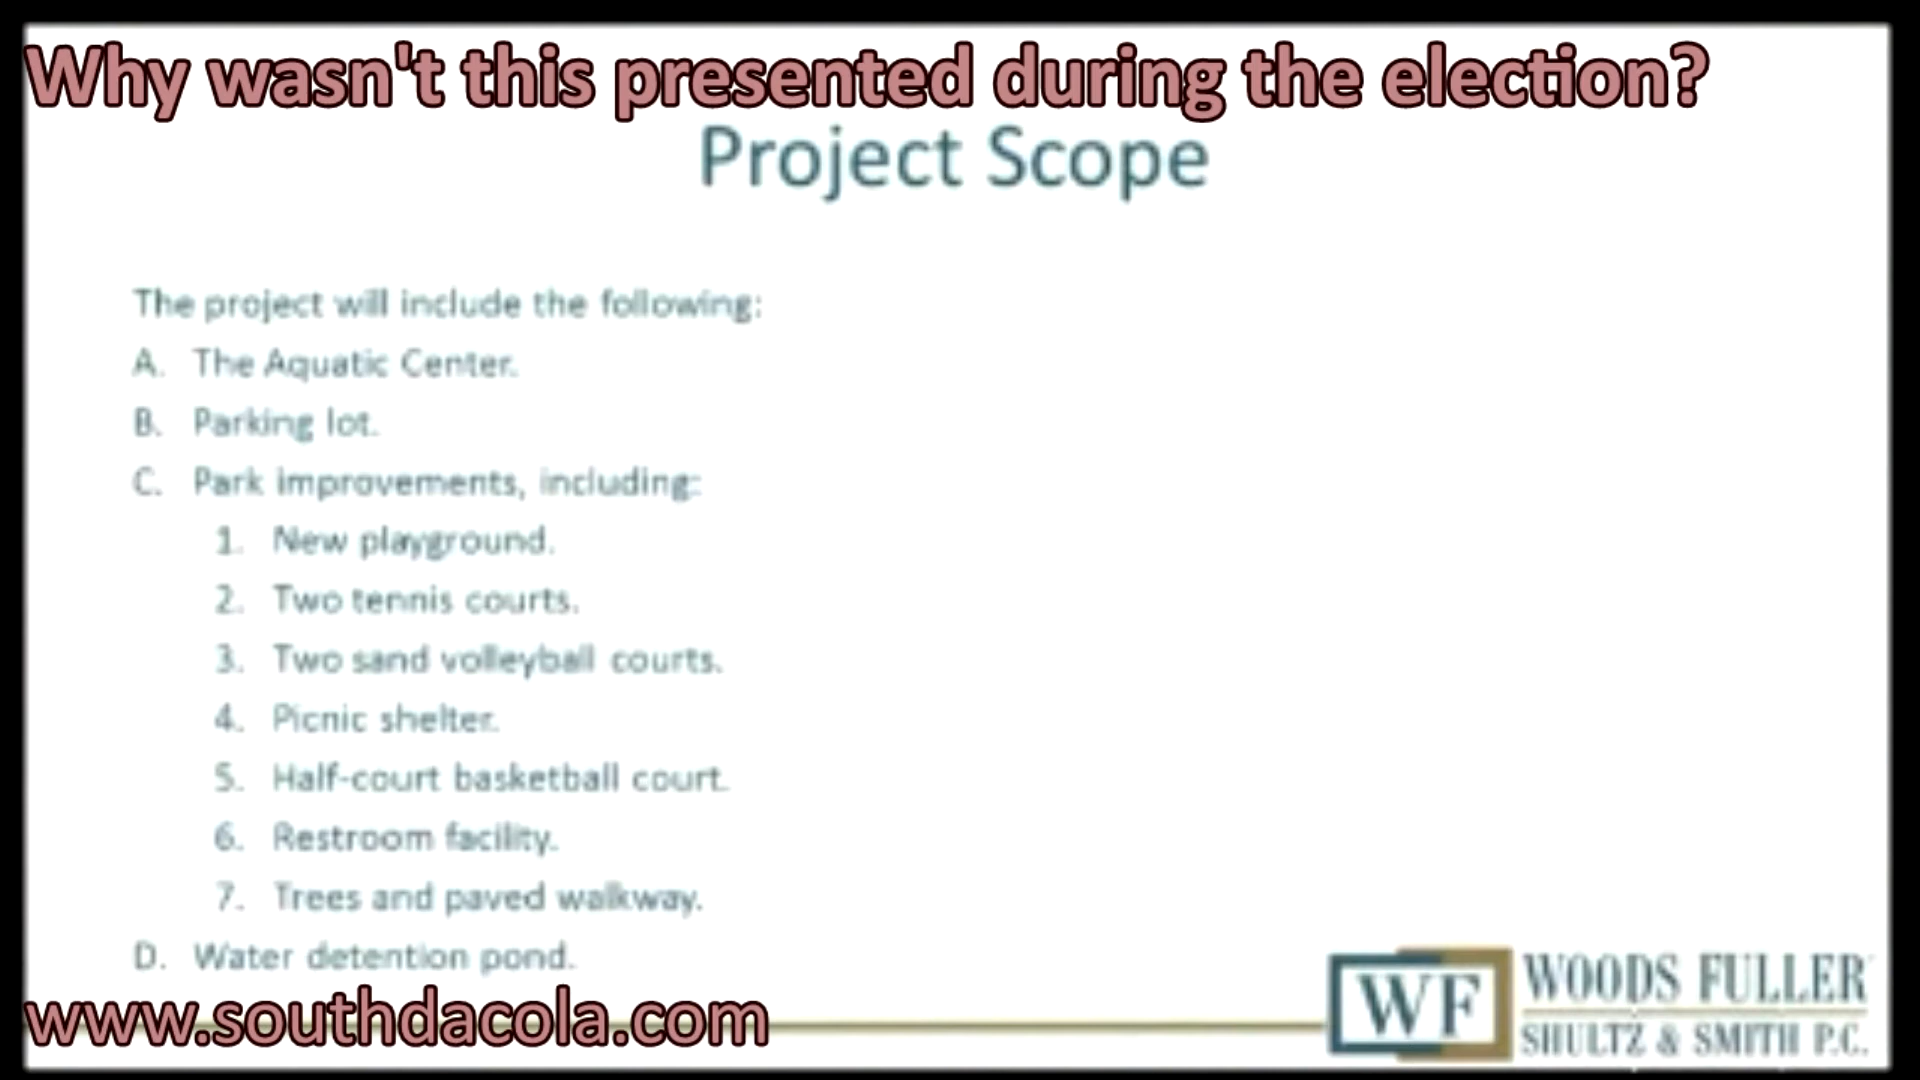 Why wasn't this presented during the election?
Project Scope
The project will include the following:
A. The Aquatic Center.
B. Parking lot.
C. Park improvements, including:
1. New playground.
2. Two tennis courts.
3. Two sand volleyball courts.
4. Picnic shelter.
5. Half-court basketball court.
6. Restroom facility.
7. Trees and paved walkway.
D. Water detention pond.
www.southdacola.com
WF WOODS FULLER
SHULTZ & SMITH P.C.